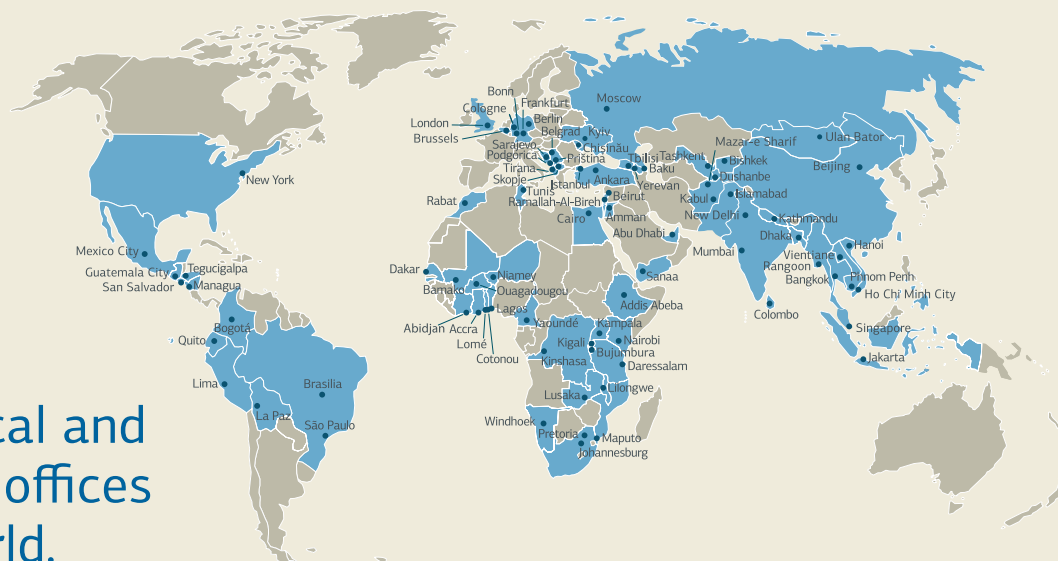 Bonn
Cologne
Frankfurt
London
Berlin
Brussels
Belgrad
Kyiv
Moscow
Sarajevo
Chişinău
Podgorica
Priština
Tirana
Skopje
Istanbul
Ankara
Tbilisi
Baku
Yerevan
Tashkent
Mazar-e Sharif
Bishkek
Dushanbe
Kabul
Islamabad
Ulan Bator
Beijing
New York
Rabat
Tunis
Ramallah-Al-Bireh
Beirut
Cairo
Amman
Abu Dhabi
New Delhi
Kathmandu
Dhaka
Mumbai
Hanoi
Vientiane
Rangoon
Bangkok
Phnom Penh
Ho Chi Minh City
Mexico City
Guatemala City
Tegucigalpa
San Salvador
Managua
Dakar
Bamako
Niamey
Ouagadougou
Sanaa
Addis Abeba
Colombo
Abidjan
Accra
Lagos
Lomé
Cotonou
Yaoundé
Kampala
Bogotá
Quito
Kigali
Nairobi
Bujumbura
Kinshasa
Daressalam
Singapore
Jakarta
Lima
Brasilia
La Paz
São Paulo
Lusaka
Lilongwe
Windhoek
Pretoria
Maputo
Johannesburg
cal and
offices
rld.